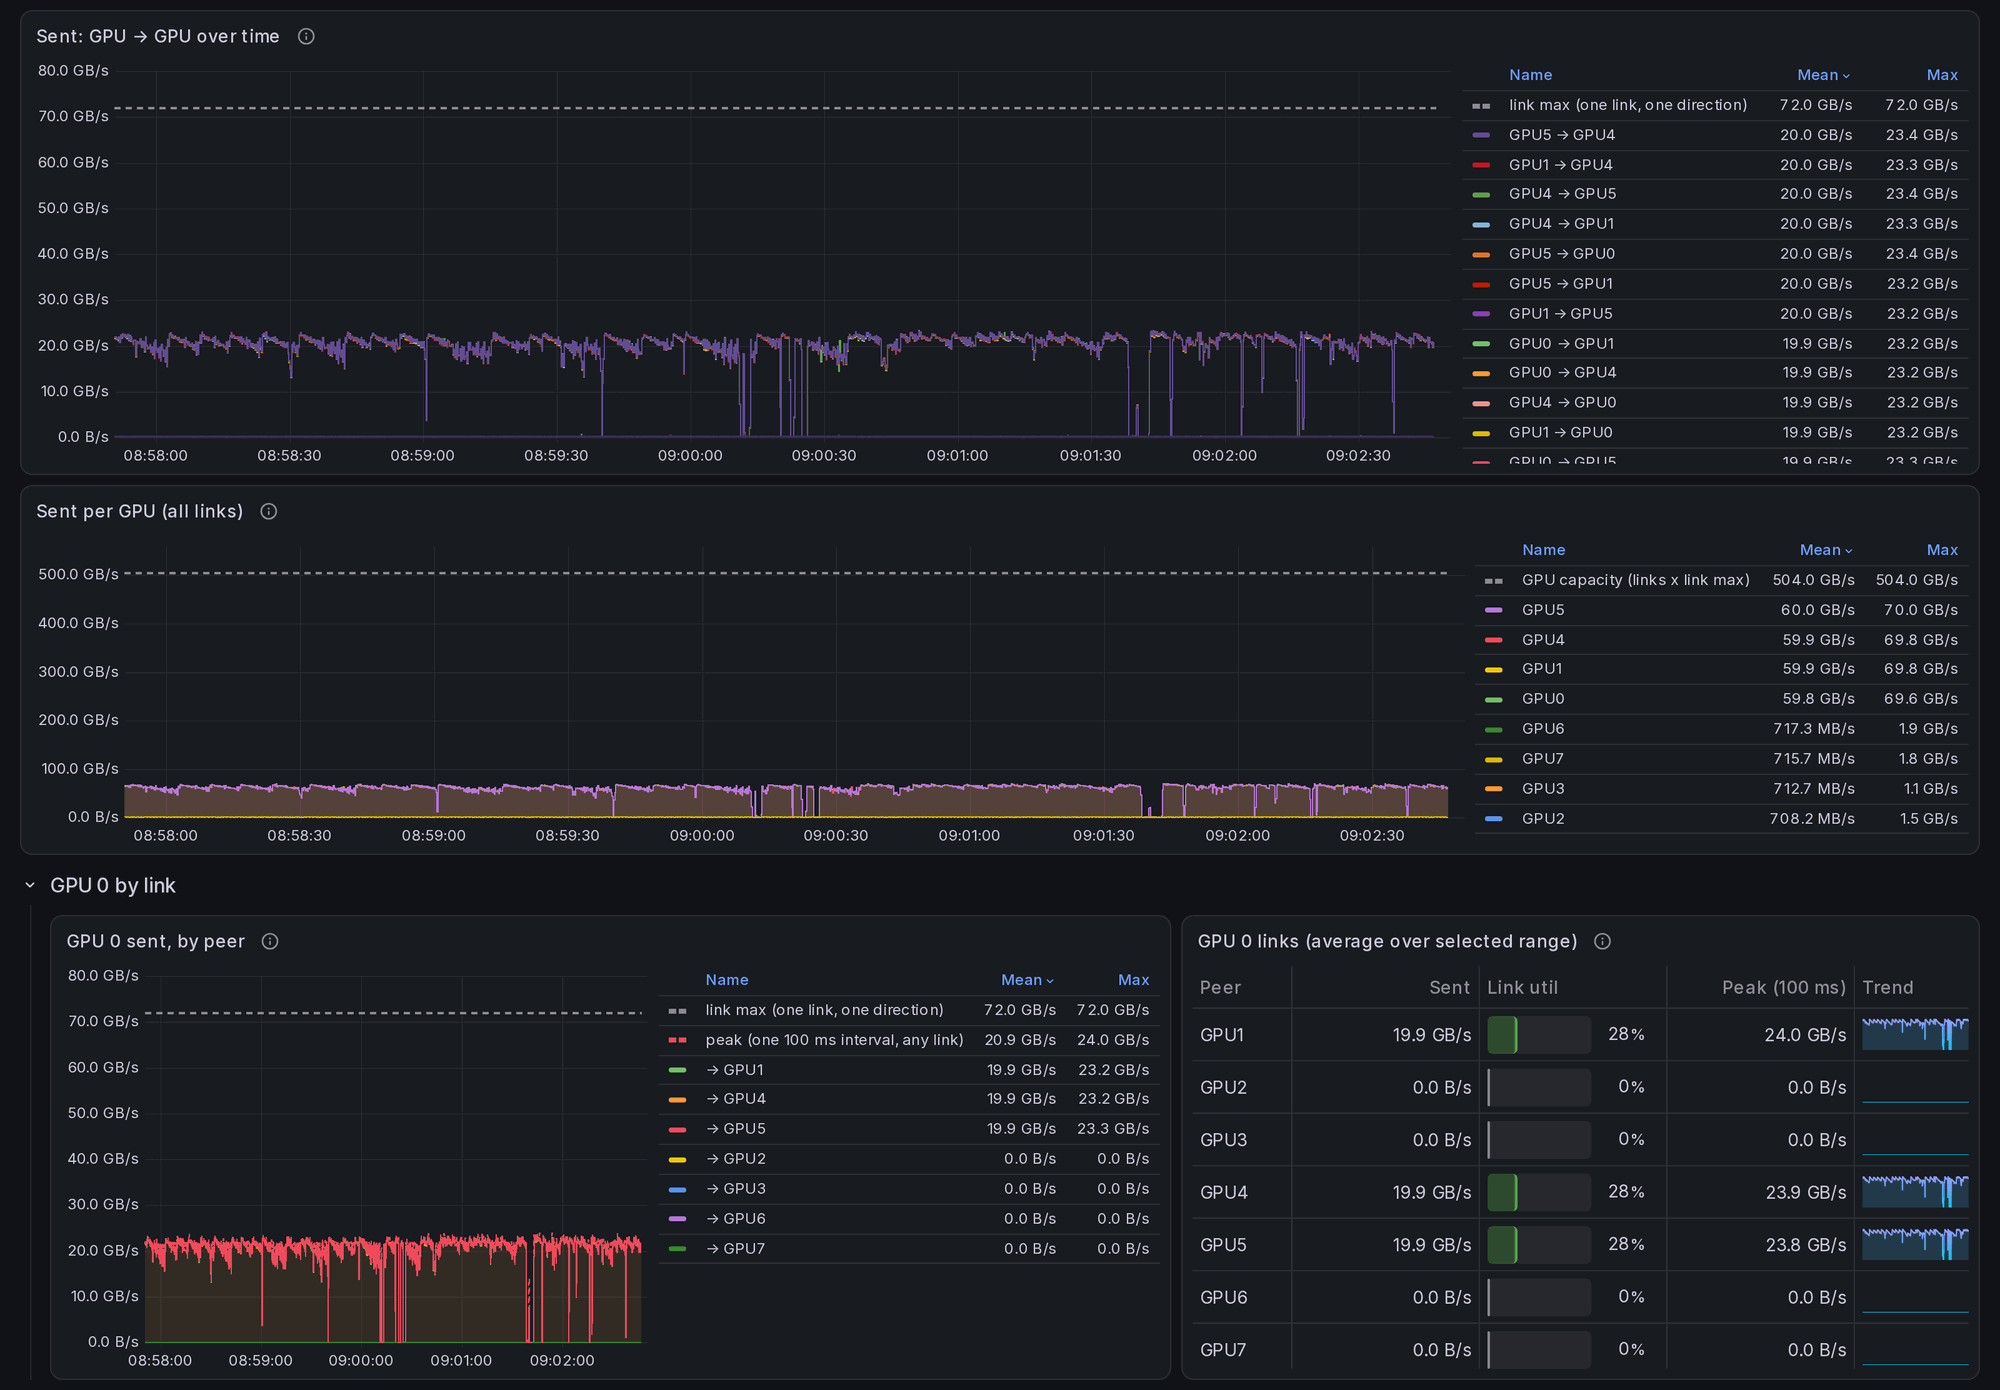 Sent: GPU → GPU over time
80.0 GB/s
70.0 GB/s
60.0 GB/s
50.0 GB/s
40.0 GB/s
30.0 GB/s
20.0 GB/s
10.0 GB/s
0.0 B/s
08:58:00 08:58:30 08:59:00 08:59:30 09:00:00 09:00:30 09:01:00 09:01:30 09:02:00 09:02:30
Name Mean Max
link max (one link, one direction) 72.0 GB/s 72.0 GB/s
GPU5 → GPU4 20.0 GB/s 23.4 GB/s
GPU1 → GPU4 20.0 GB/s 23.3 GB/s
GPU4 → GPU5 20.0 GB/s 23.4 GB/s
GPU4 → GPU1 20.0 GB/s 23.3 GB/s
GPU5 → GPU0 20.0 GB/s 23.4 GB/s
GPU5 → GPU1 20.0 GB/s 23.2 GB/s
GPU1 → GPU5 20.0 GB/s 23.2 GB/s
GPU0 → GPU1 19.9 GB/s 23.2 GB/s
GPU0 → GPU4 19.9 GB/s 23.2 GB/s
GPU4 → GPU0 19.9 GB/s 23.2 GB/s
GPU1 → GPU0 19.9 GB/s 23.2 GB/s
GPU0 → GPU5 19.9 GB/s 23.3 GB/s
Sent per GPU (all links)
500.0 GB/s
400.0 GB/s
300.0 GB/s
200.0 GB/s
100.0 GB/s
0.0 B/s
08:58:00 08:58:30 08:59:00 08:59:30 09:00:00 09:00:30 09:01:00 09:01:30 09:02:00 09:02:30
Name Mean Max
GPU capacity (links x link max) 504.0 GB/s 504.0 GB/s
GPU5 60.0 GB/s 70.0 GB/s
GPU4 59.9 GB/s 69.8 GB/s
GPU1 59.9 GB/s 69.8 GB/s
GPU0 59.8 GB/s 69.6 GB/s
GPU6 717.3 MB/s 1.9 GB/s
GPU7 715.7 MB/s 1.8 GB/s
GPU3 712.7 MB/s 1.1 GB/s
GPU2 708.2 MB/s 1.5 GB/s
GPU 0 by link
GPU 0 sent, by peer
80.0 GB/s
70.0 GB/s
60.0 GB/s
50.0 GB/s
40.0 GB/s
30.0 GB/s
20.0 GB/s
10.0 GB/s
0.0 B/s
08:58:00 08:59:00 09:00:00 09:01:00 09:02:00
Name Mean Max
link max (one link, one direction) 72.0 GB/s 72.0 GB/s
peak (one 100 ms interval, any link) 20.9 GB/s 24.0 GB/s
→ GPU1 19.9 GB/s 23.2 GB/s
→ GPU4 19.9 GB/s 23.2 GB/s
→ GPU5 19.9 GB/s 23.3 GB/s
→ GPU2 0.0 B/s 0.0 B/s
→ GPU3 0.0 B/s 0.0 B/s
→ GPU6 0.0 B/s 0.0 B/s
→ GPU7 0.0 B/s 0.0 B/s
GPU 0 links (average over selected range)
Peer Sent Link util Peak (100 ms) Trend
GPU1 19.9 GB/s 28% 24.0 GB/s
GPU2 0.0 B/s 0% 0.0 B/s
GPU3 0.0 B/s 0% 0.0 B/s
GPU4 19.9 GB/s 28% 23.9 GB/s
GPU5 19.9 GB/s 28% 23.8 GB/s
GPU6 0.0 B/s 0% 0.0 B/s
GPU7 0.0 B/s 0% 0.0 B/s